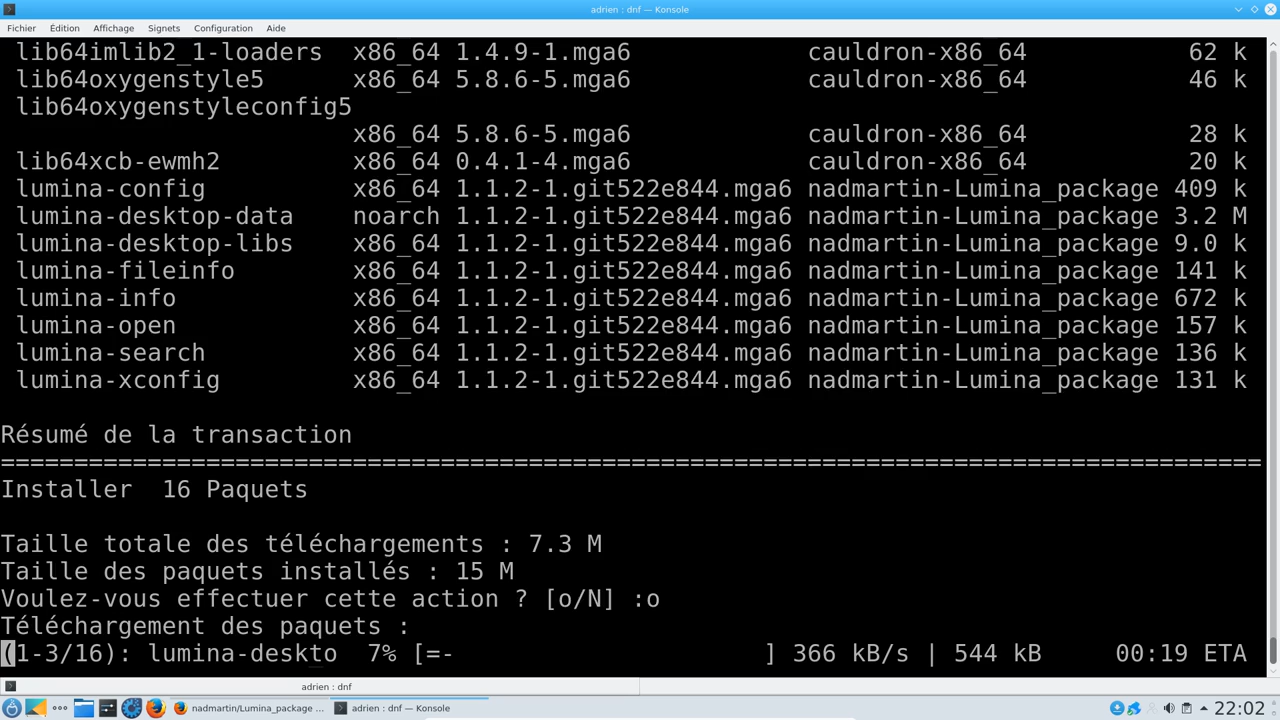 adrien : dnf — Konsole
Fichier Édition Affichage Signets Configuration Aide
lib64imlib2_1-loaders x86_64 1.4.9-1.mga6 cauldron-x86_64 62 k
lib64oxygenstyle5 x86_64 5.8.6-5.mga6 cauldron-x86_64 46 k
lib64oxygenstyleconfig5
x86_64 5.8.6-5.mga6 cauldron-x86_64 28 k
lib64xcb-ewmh2 x86_64 0.4.1-4.mga6 cauldron-x86_64 20 k
lumina-config x86_64 1.1.2-1.git522e844.mga6 nadmartin-Lumina_package 409 k
lumina-desktop-data noarch 1.1.2-1.git522e844.mga6 nadmartin-Lumina_package 3.2 M
lumina-desktop-libs x86_64 1.1.2-1.git522e844.mga6 nadmartin-Lumina_package 9.0 k
lumina-fileinfo x86_64 1.1.2-1.git522e844.mga6 nadmartin-Lumina_package 141 k
lumina-info x86_64 1.1.2-1.git522e844.mga6 nadmartin-Lumina_package 672 k
lumina-open x86_64 1.1.2-1.git522e844.mga6 nadmartin-Lumina_package 157 k
lumina-search x86_64 1.1.2-1.git522e844.mga6 nadmartin-Lumina_package 136 k
lumina-xconfig x86_64 1.1.2-1.git522e844.mga6 nadmartin-Lumina_package 131 k
Résumé de la transaction
======================================================================================
Installer 16 Paquets
Taille totale des téléchargements : 7.3 M
Taille des paquets installés : 15 M
Voulez-vous effectuer cette action ? [o/N] :o
Téléchargement des paquets :
(1-3/16): lumina-deskto 7% [=- ] 366 kB/s | 544 kB 00:19 ETA
adrien : dnf
nadmartin/Lumina_package ... adrien : dnf — Konsole 22:02